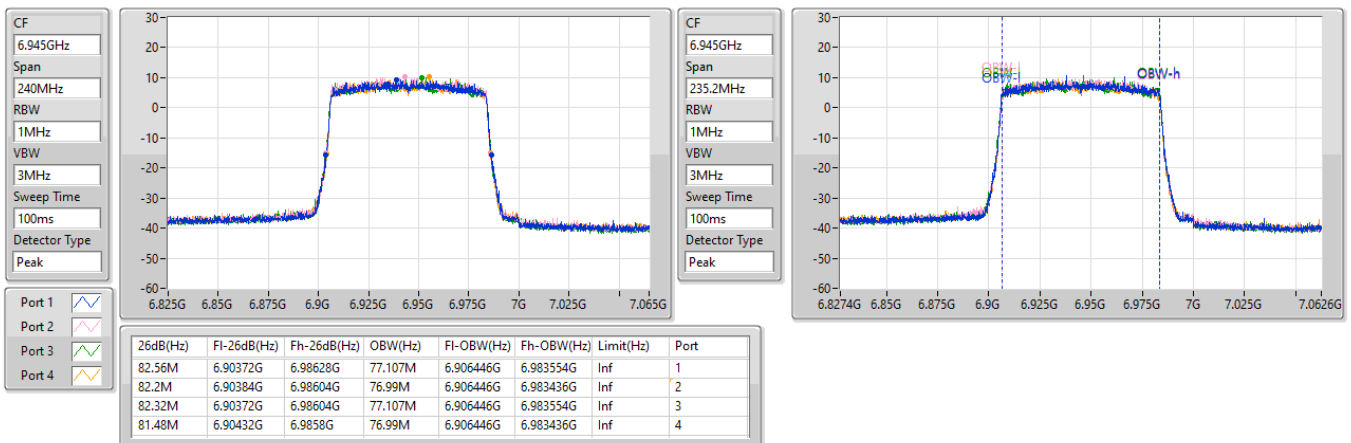 CF
6.945GHz
Span
240MHz
RBW
1MHz
VBW
3MHz
Sweep Time
100ms
Detector Type
Peak
30
20
10
0
-10
-20
-30
-40
-50
-60
6.825G 6.85G 6.875G 6.9G 6.925G 6.95G 6.975G 7G 7.025G 7.065G
CF
6.945GHz
Span
235.2MHz
RBW
1MHz
VBW
3MHz
Sweep Time
100ms
Detector Type
Peak
30
20
10
0
-10
-20
-30
-40
-50
-60
OBW-l
OBW-l
OBW-h
6.8274G 6.85G 6.875G 6.9G 6.925G 6.95G 6.975G 7G 7.025G 7.0626G
Port 1
Port 2
Port 3
Port 4
26dB(Hz) Fl-26dB(Hz) Fh-26dB(Hz) OBW(Hz) Fl-OBW(Hz) Fh-OBW(Hz) Limit(Hz) Port
82.56M 6.90372G 6.98628G 77.107M 6.906446G 6.983554G Inf 1
82.2M 6.90384G 6.98604G 76.99M 6.906446G 6.983436G Inf 2
82.32M 6.90372G 6.98604G 77.107M 6.906446G 6.983554G Inf 3
81.48M 6.90432G 6.9858G 76.99M 6.906446G 6.983436G Inf 4